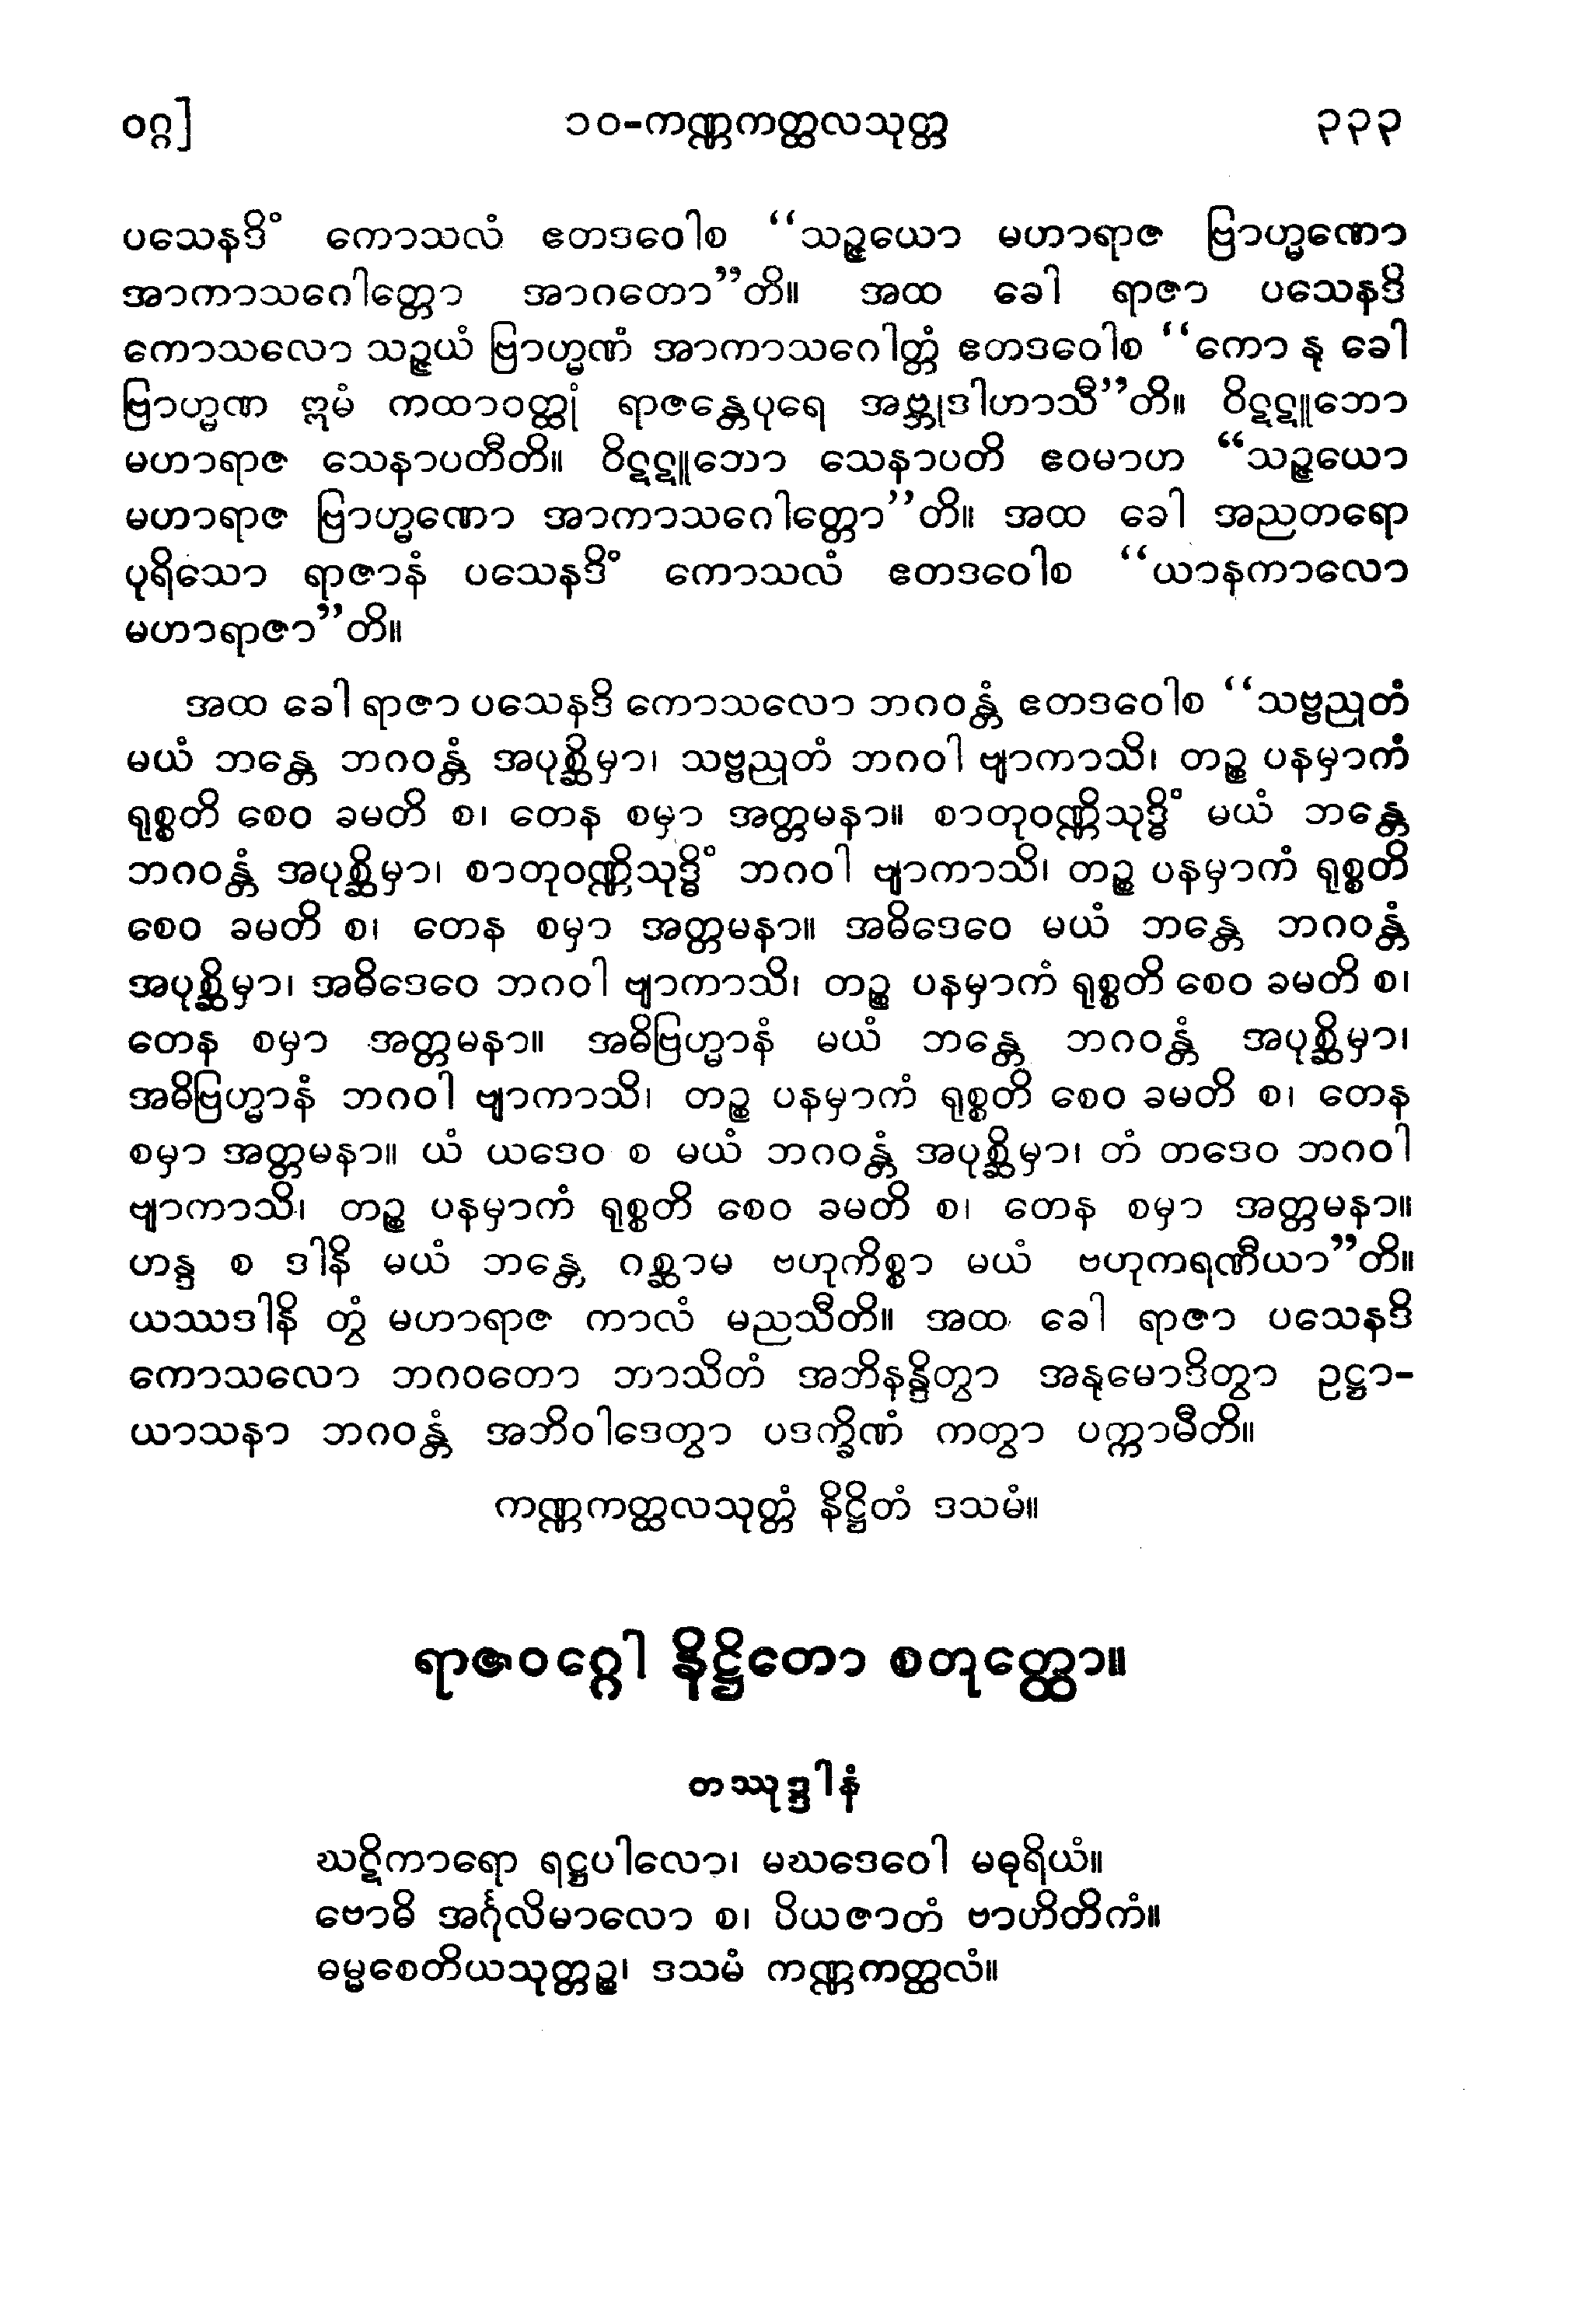 ဝဂ္ဂ] ၁၀-ကဏ္ဏကတ္ထလသုတ္တ ၃၃၃
ပသေနဒိံ ကောသလံ ဧတဒဝေါစ “သဉ္ဇယော မဟာရာဇ ဗြာဟ္မဏော
အာကာသဂေါတ္တော အာဂတော”တိ။ အထ ခေါ ရာဇာ ပသေနဒိ
ကောသလော သဉ္ဇယံ ဗြာဟ္မဏံ အာကာသဂေါတ္တံ ဧတဒဝေါစ “ကော နု ခေါ
ဗြာဟ္မဏ ဣမံ ကထာဝတ္ထုံ ရာဇန္တေပုရေ အဗ္ဘုဒါဟာသီ”တိ။ ဝိဋဋူဘော
မဟာရာဇ သေနာပတီတိ။ ဝိဋဋူဘော သေနာပတိ ဧဝမာဟ “သဉ္ဇယော
မဟာရာဇ ဗြာဟ္မဏော အာကာသဂေါတ္တော”တိ။ အထ ခေါ အညတရော
ပုရိသော ရာဇာနံ ပသေနဒိံ ကောသလံ ဧတဒဝေါစ “ယာနကာလော
မဟာရာဇာ”တိ။
အထ ခေါ ရာဇာ ပသေနဒိ ကောသလော ဘဂဝန္တံ ဧတဒဝေါစ “သဗ္ဗညုတံ
မယံ ဘန္တေ ဘဂဝန္တံ အပုစ္ဆိမှာ၊ သဗ္ဗညုတံ ဘဂဝါ ဗျာကာသိ၊ တဉ္စ ပနမှာကံ
ရုစ္စတိ စေဝ ခမတိ စ၊ တေန စမှာ အတ္တမနာ။ စာတုဝဏ္ဏိသုဒ္ဓိံ မယံ ဘန္တေ
ဘဂဝန္တံ အပုစ္ဆိမှာ၊ စာတုဝဏ္ဏိသုဒ္ဓိံ ဘဂဝါ ဗျာကာသိ၊ တဉ္စ ပနမှာကံ ရုစ္စတိ
စေဝ ခမတိ စ၊ တေန စမှာ အတ္တမနာ။ အဓိဒေဝေ မယံ ဘန္တေ ဘဂဝန္တံ
အပုစ္ဆိမှာ၊ အဓိဒေဝေ ဘဂဝါ ဗျာကာသိ၊ တဉ္စ ပနမှာကံ ရုစ္စတိ စေဝ ခမတိ စ၊
တေန စမှာ အတ္တမနာ။ အဓိဗြဟ္မာနံ မယံ ဘန္တေ ဘဂဝန္တံ အပုစ္ဆိမှာ၊
အဓိဗြဟ္မာနံ ဘဂဝါ ဗျာကာသိ၊ တဉ္စ ပနမှာကံ ရုစ္စတိ စေဝ ခမတိ စ၊ တေန
စမှာ အတ္တမနာ။ ယံ ယဒေဝ စ မယံ ဘဂဝန္တံ အပုစ္ဆိမှာ၊ တံ တဒေဝ ဘဂဝါ
ဗျာကာသိ၊ တဉ္စ ပနမှာကံ ရုစ္စတိ စေဝ ခမတိ စ၊ တေန စမှာ အတ္တမနာ။
ဟန္ဒ စ ဒါနိ မယံ ဘန္တေ ဂစ္ဆာမ ဗဟုကိစ္စာ မယံ ဗဟုကရဏီယာ”တိ။
ယဿဒါနိ တွံ မဟာရာဇ ကာလံ မညသီတိ။ အထ ခေါ ရာဇာ ပသေနဒိ
ကောသလော ဘဂဝတော ဘာသိတံ အဘိနန္ဒိတွာ အနုမောဒိတွာ ဥဋ္ဌာ-
ယာသနာ ဘဂဝန္တံ အဘိဝါဒေတွာ ပဒက္ခိဏံ ကတွာ ပက္ကာမီတိ။
ကဏ္ဏကတ္ထလသုတ္တံ နိဋ္ဌိတံ ဒသမံ။
ရာဇဝဂ္ဂေါ နိဋ္ဌိတော စတုတ္ထော။
တဿုဒ္ဒါနံ
ဃဋိကာရော ရဋ္ဌပါလော၊ မဃဒေဝေါ မဓုရိယံ။
ဗောဓိ အင်္ဂုလိမာလော စ၊ ပိယဇာတံ ဗာဟိတိကံ။
ဓမ္မစေတိယသုတ္တဉ္စ၊ ဒသမံ ကဏ္ဏကတ္ထလံ။